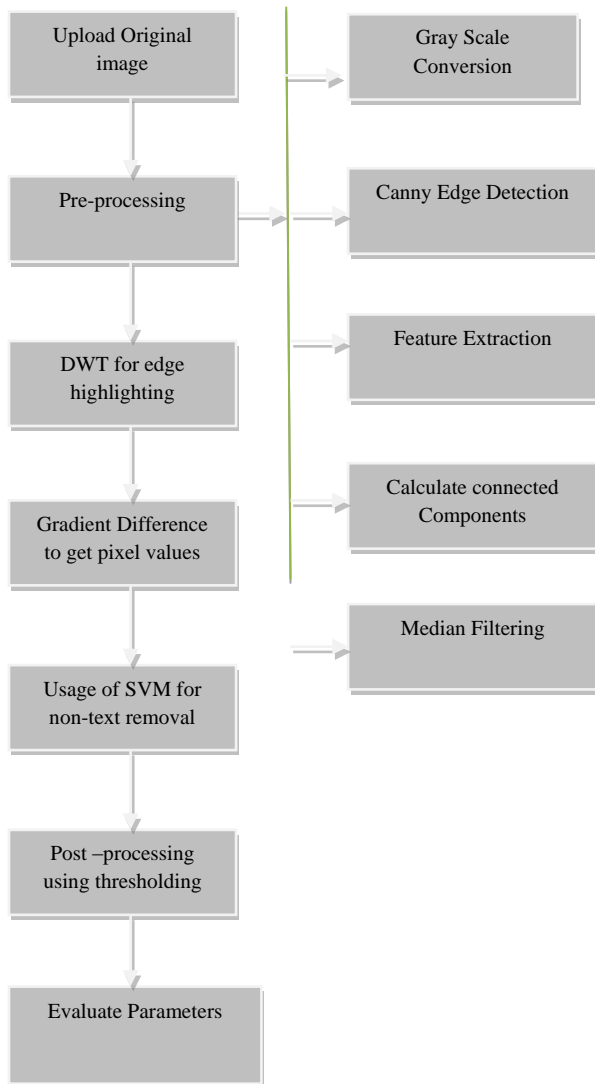 Upload Original
image
Pre-processing
DWT for edge
highlighting
Gradient Difference
to get pixel values
Usage of SVM for
non-text removal
Post –processing
using thresholding
Evaluate Parameters
Gray Scale
Conversion
Canny Edge Detection
Feature Extraction
Calculate connected
Components
Median Filtering